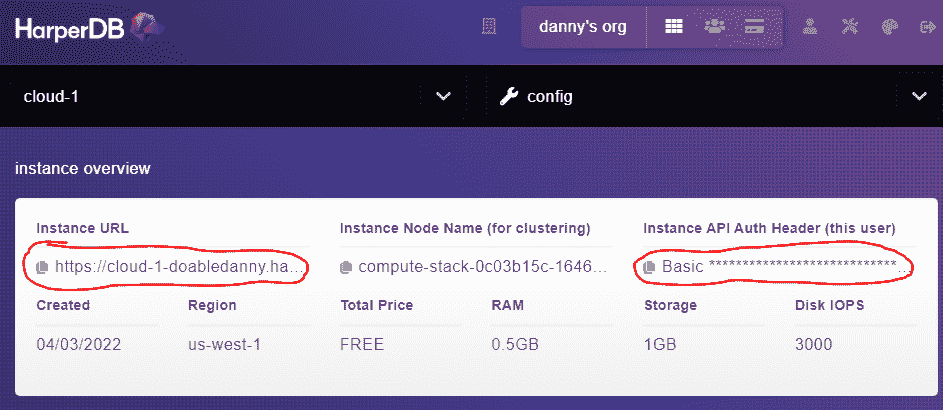 HarperDB
danny's org
cloud-1
config
instance overview
Instance URL
Instance Node Name (for clustering)
Instance API Auth Header (this user)
https://cloud-1-doabledanny.ha...
compute-stack-0c03b15c-1646...
Basic ****************************...
Created
Region
Total Price
RAM
Storage
Disk IOPS
04/03/2022
us-west-1
FREE
0.5GB
1GB
3000